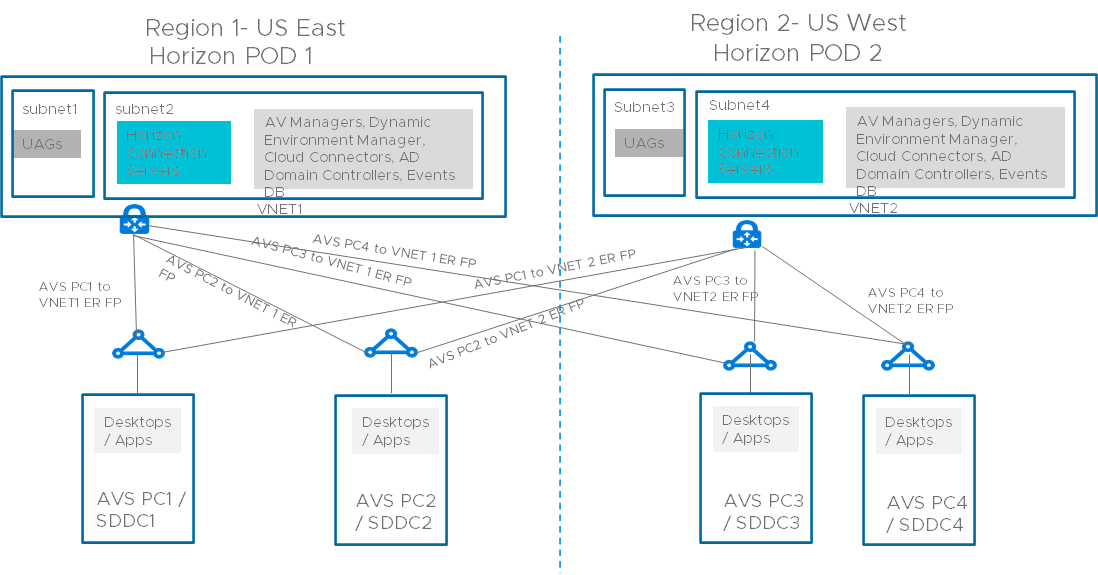 Region 1- US East
Horizon POD 1
Region 2- US West
Horizon POD 2
subnet1
UAGs
subnet2
Horizon
Connection
Servers
AV Managers, Dynamic
Environment Manager,
Cloud Connectors, AD
Domain Controllers, Events
DB
VNET1
Subnet3
UAGs
Subnet4
Horizon
Connection
Servers
AV Managers, Dynamic
Environment Manager,
Cloud Connectors, AD
Domain Controllers, Events
DB
VNET2
AVS PC1 to
VNET1 ER FP
AVS PC2 to VNET 1 ER
FP
AVS PC3 to VNET 1 ER FP
AVS PC4 to VNET 1 ER FP
AVS PC1 to VNET 2 ER FP
AVS PC2 to VNET 2 ER FP
AVS PC3 to
VNET2 ER FP
AVS PC4 to
VNET2 ER FP
Desktops
/ Apps
AVS PC1 /
SDDC1
Desktops
/ Apps
AVS PC2
/ SDDC2
Desktops
/ Apps
AVS PC3
/ SDDC3
Desktops
/ Apps
AVS PC4
/ SDDC4